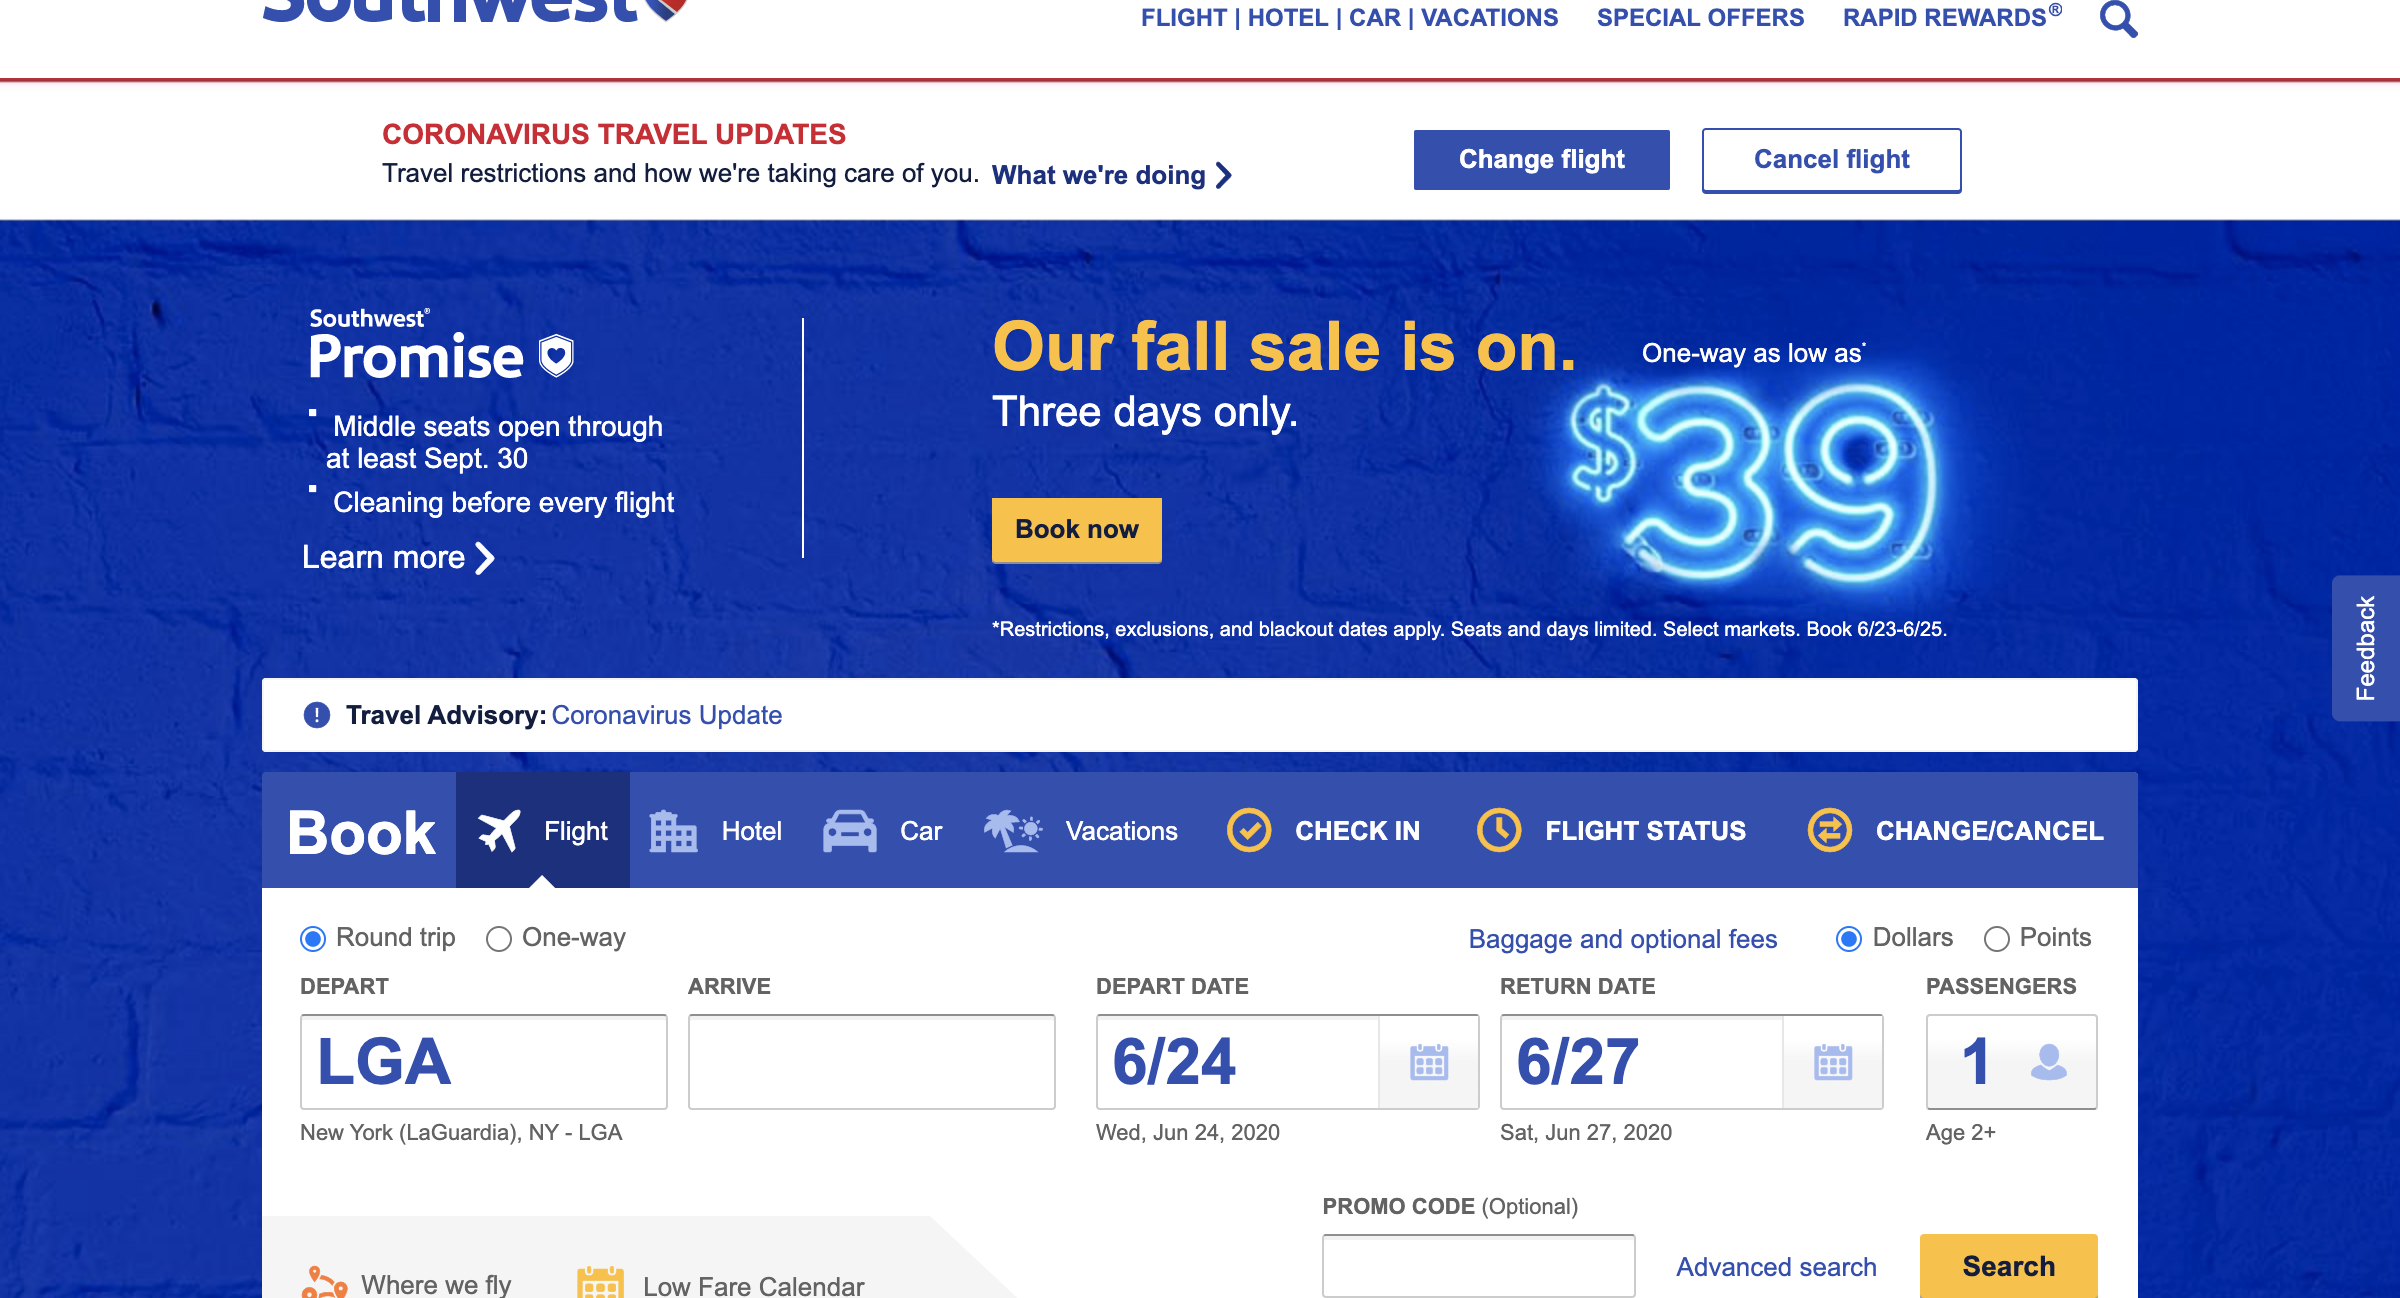 Southwest
FLIGHT | HOTEL | CAR | VACATIONS SPECIAL OFFERS RAPID REWARDS®
CORONAVIRUS TRAVEL UPDATES
Travel restrictions and how we're taking care of you. What we're doing
Change flight
Cancel flight
Southwest®
Promise
Middle seats open through
at least Sept. 30
Cleaning before every flight
Learn more
Our fall sale is on.
Three days only.
Book now
One-way as low as*
$39
*Restrictions, exclusions, and blackout dates apply. Seats and days limited. Select markets. Book 6/23-6/25.
Feedback
Travel Advisory: Coronavirus Update
Book Flight Hotel Car Vacations CHECK IN FLIGHT STATUS CHANGE/CANCEL
Round trip One-way Baggage and optional fees Dollars Points
DEPART ARRIVE DEPART DATE RETURN DATE PASSENGERS
LGA 6/24 6/27 1
New York (LaGuardia), NY - LGA Wed, Jun 24, 2020 Sat, Jun 27, 2020 Age 2+
PROMO CODE (Optional)
Where we fly Low Fare Calendar Advanced search Search